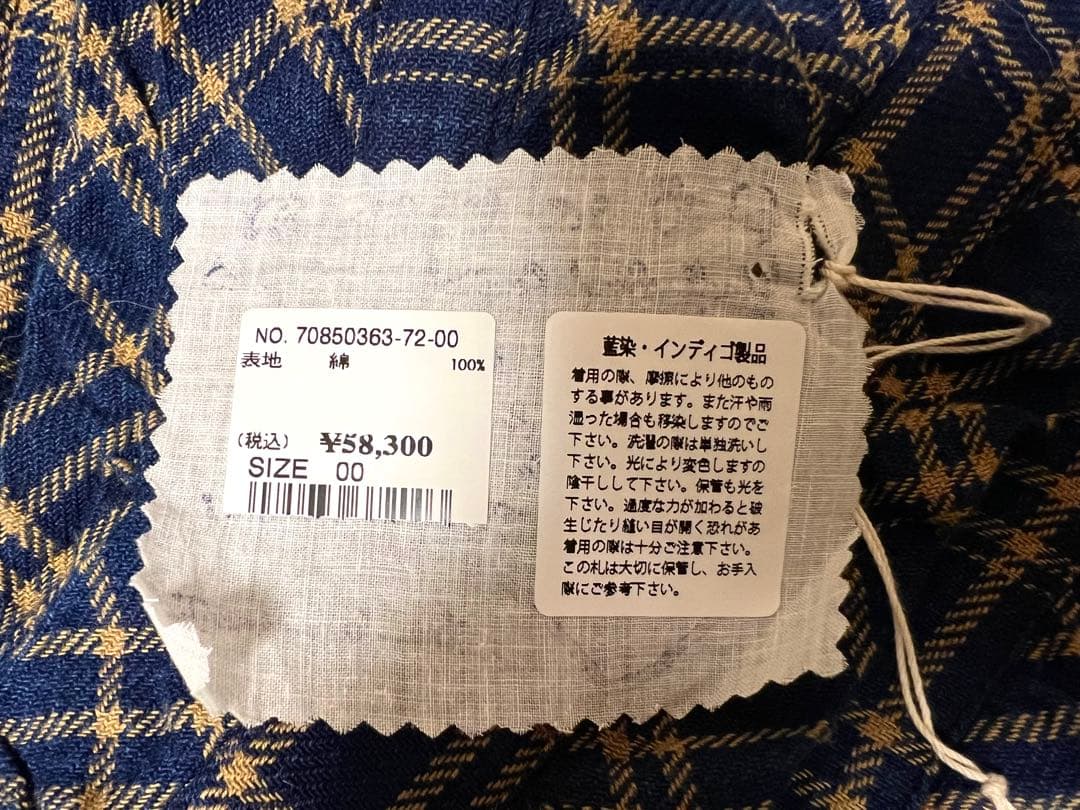 NO. 70850363-72-00
表地 綿 100%
(税込) ¥58,300
SIZE 00
藍染・インディゴ製品
着用の際、摩擦により他のもの
する事があります。また汗や雨
湿った場合も移染しますのでご
下さい。洗濯の際は単独洗いし
下さい。光により変色しますの
陰干しして下さい。保管も光を
下さい。過度な力が加わると破
生じたり縫い目が開く恐れがあ
着用の際は十分ご注意下さい。
この札は大切に保管し、お手入
際にご参考下さい。